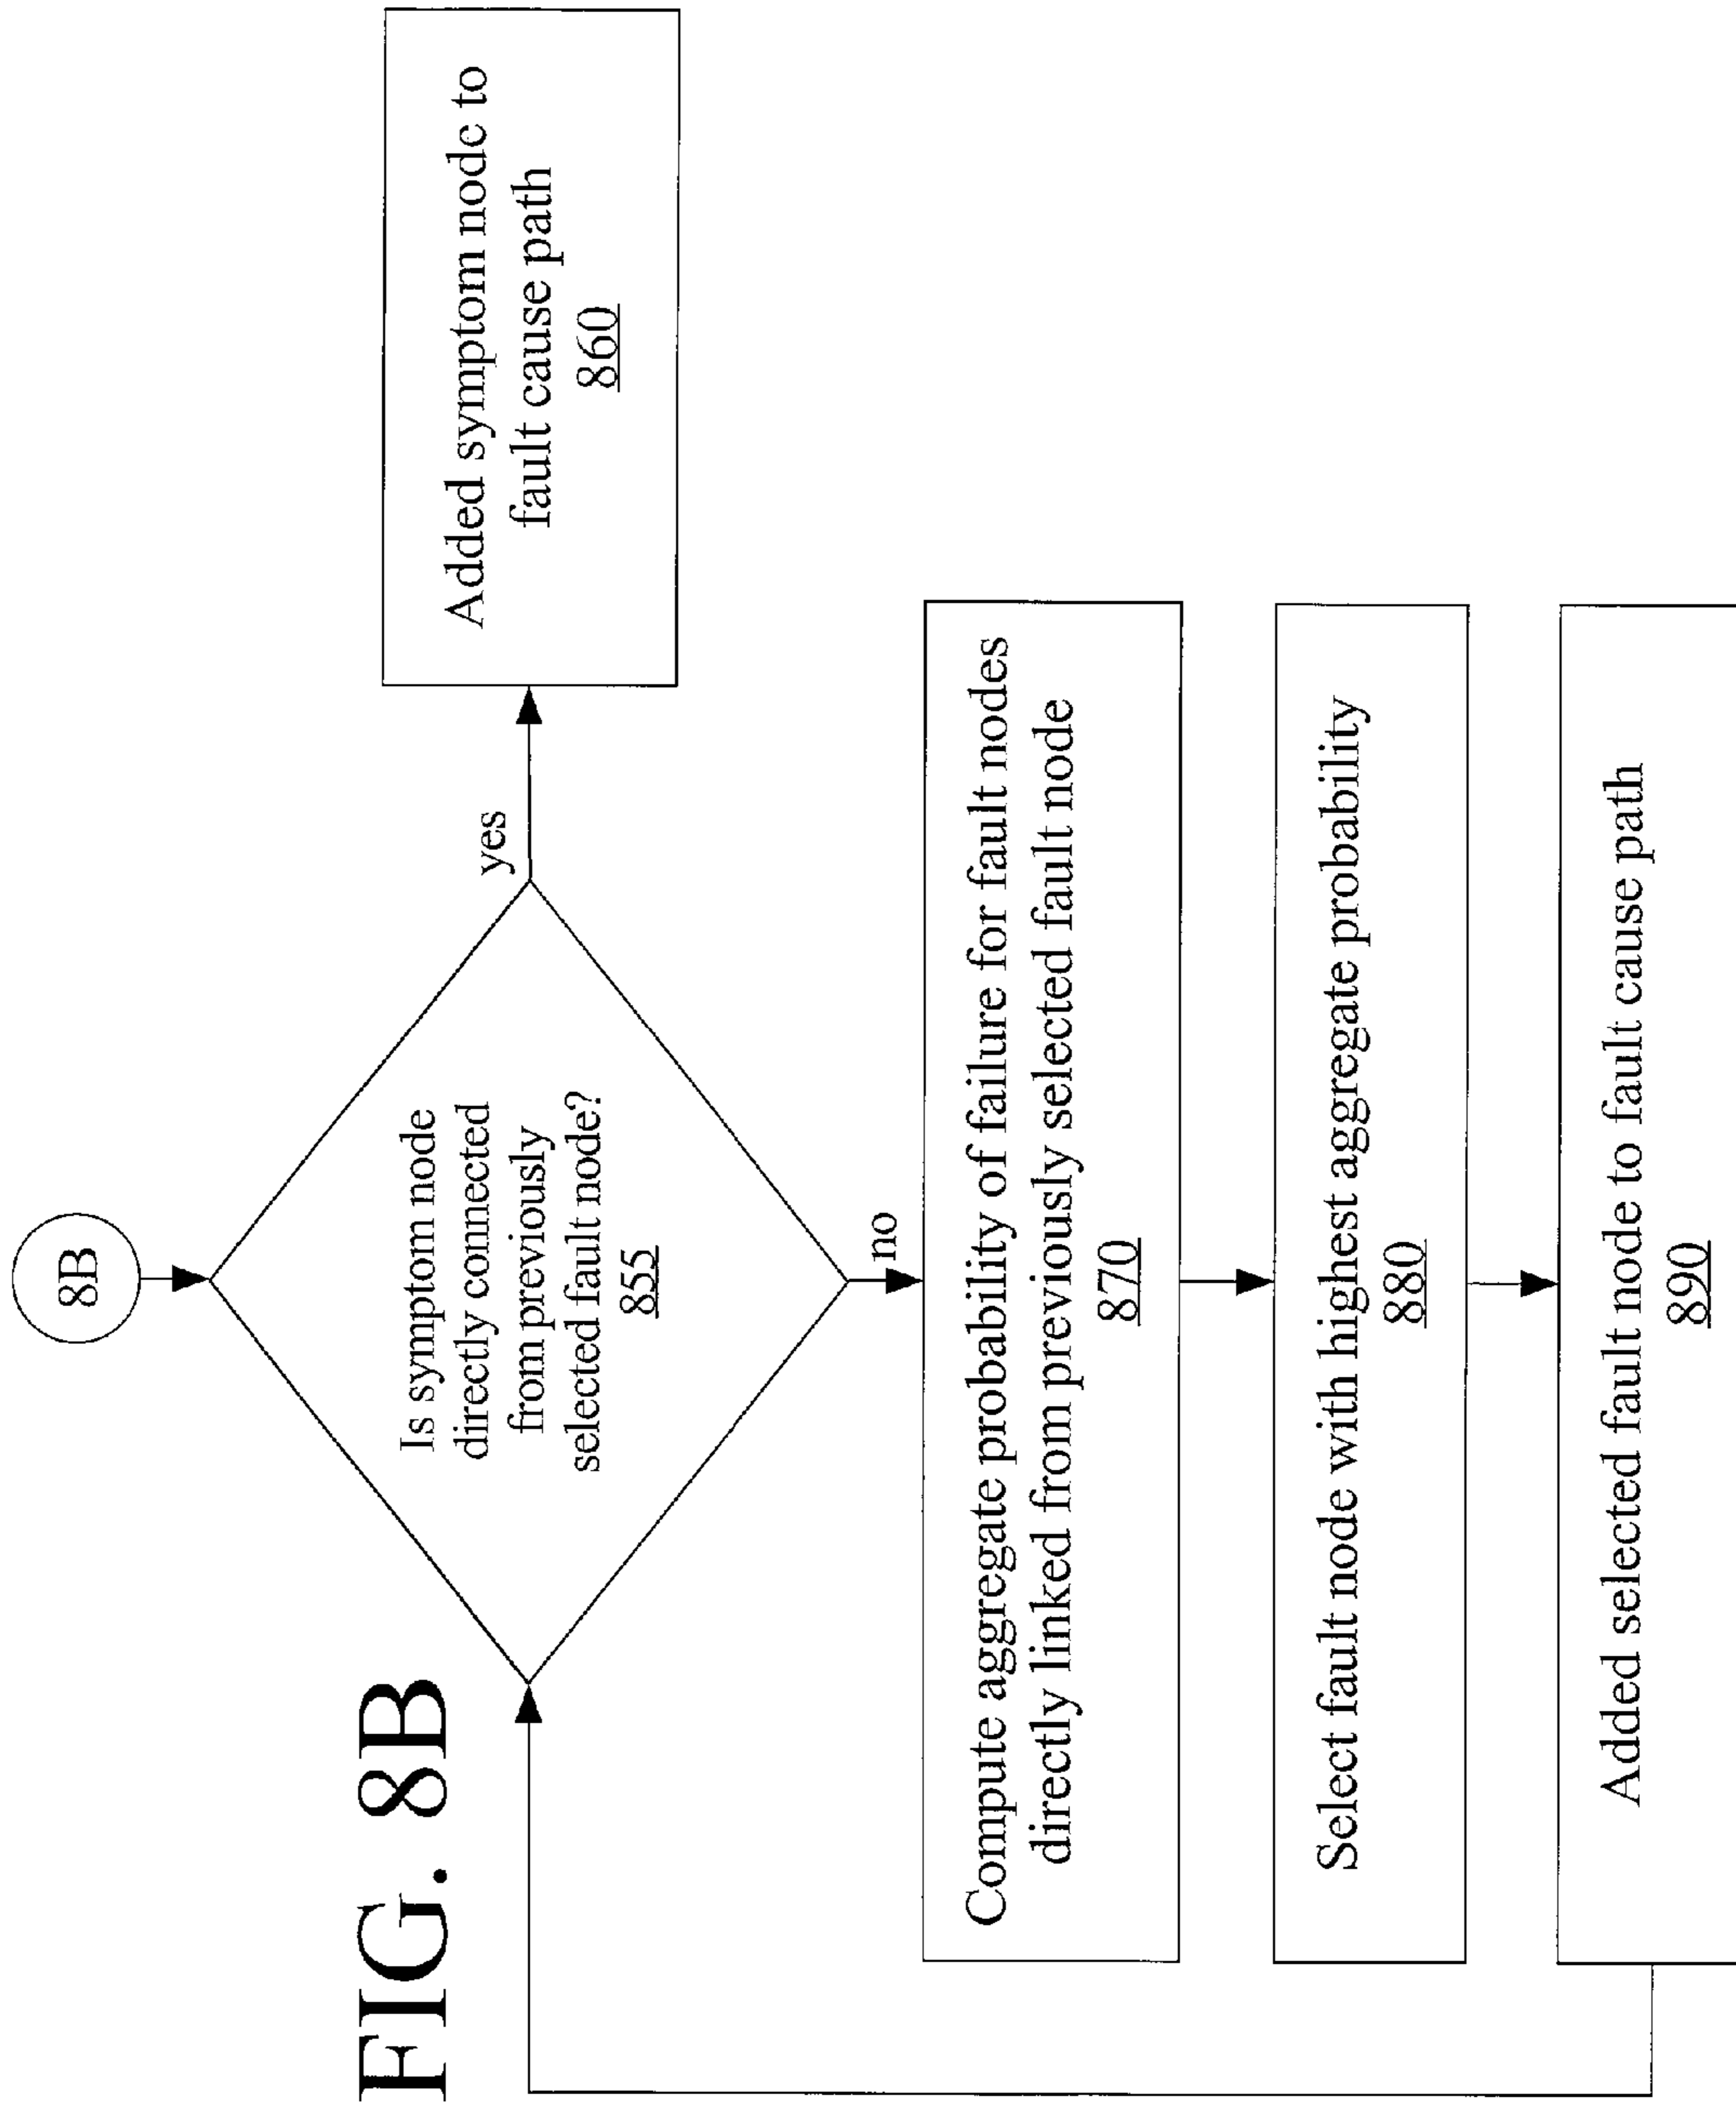 FIG. 8B
8B
Is symptom node
directly connected
from previously
selected fault node?
855
yes
Added symptom node to
fault cause path
860
no
Compute aggregate probability of failure for fault nodes
directly linked from previously selected fault node
870
Select fault node with highest aggregate probability
880
Added selected fault node to fault cause path
890